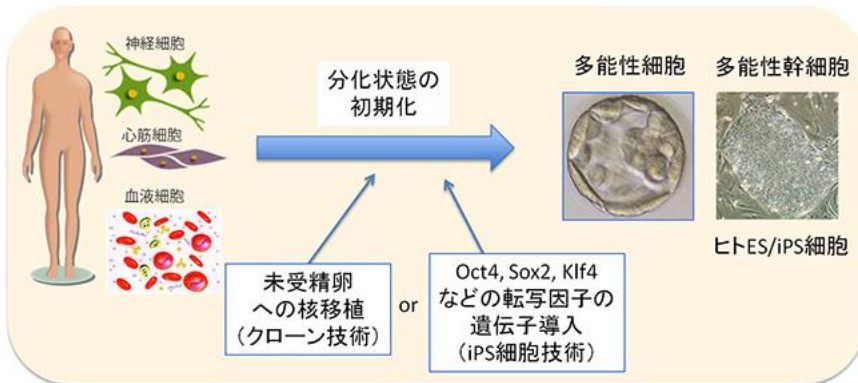 神経細胞
心筋細胞
血液細胞
分化状態の
初期化
多能性細胞
多能性幹細胞
ヒトES/iPS細胞
未受精卵
への核移植
(クローン技術)
or
Oct4, Sox2, Klf4
などの転写因子の
遺伝子導入
(iPS細胞技術)